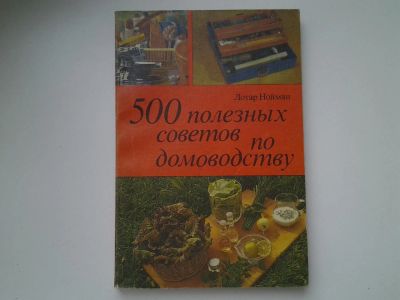 Лотар Нойман
500 полезных
советов по
домоводству